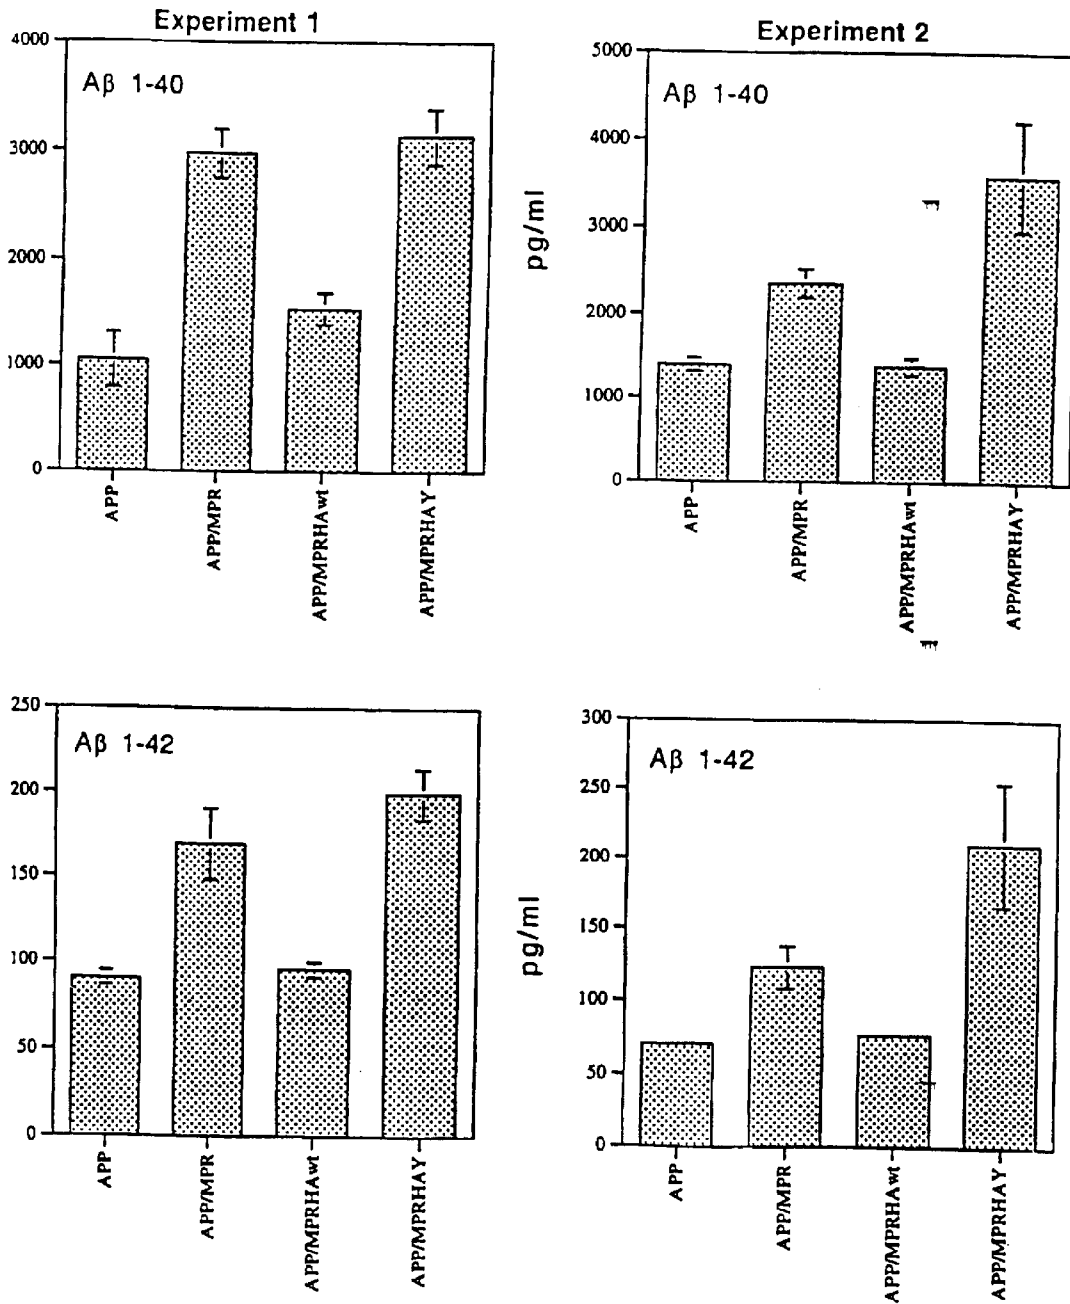 Experiment 1
4000
3000
2000
1000
0
Aβ 1-40
APP
APP/MPR
APP/MPRHAwt
APP/MPRHAY
Experiment 2
pg/ml
5000
4000
3000
2000
1000
0
Aβ 1-40
APP
APP/MPR
APP/MPRHAwt
APP/MPRHAY
250
200
150
100
50
0
Aβ 1-42
APP
APP/MPR
APP/MPRHAwt
APP/MPRHAY
pg/ml
300
250
200
150
100
50
0
Aβ 1-42
APP
APP/MPR
APP/MPRHAwt
APP/MPRHAY